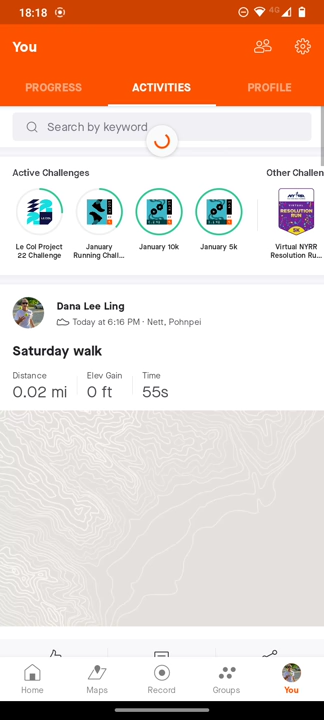 18:18
4G
You
PROGRESS
ACTIVITIES
PROFILE
Search by keyword
Active Challenges
Other Challen
Le Col Project
22 Challenge
January
Running Chall...
January 10k
January 5k
Virtual NYRR
Resolution Ru...
RESOLUTION
RUN
5K
Dana Lee Ling
Today at 6:16 PM · Nett, Pohnpei
Saturday walk
Distance
Elev Gain
Time
0.02 mi
0 ft
55s
Home
Maps
Record
Groups
You